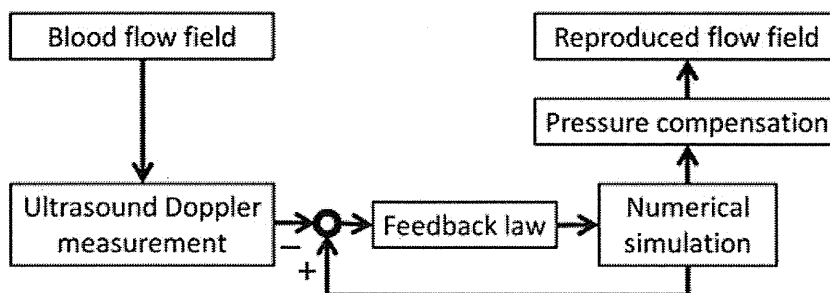 Blood flow field
Reproduced flow field
Pressure compensation
Ultrasound Doppler
measurement
−
+
Feedback law
Numerical
simulation